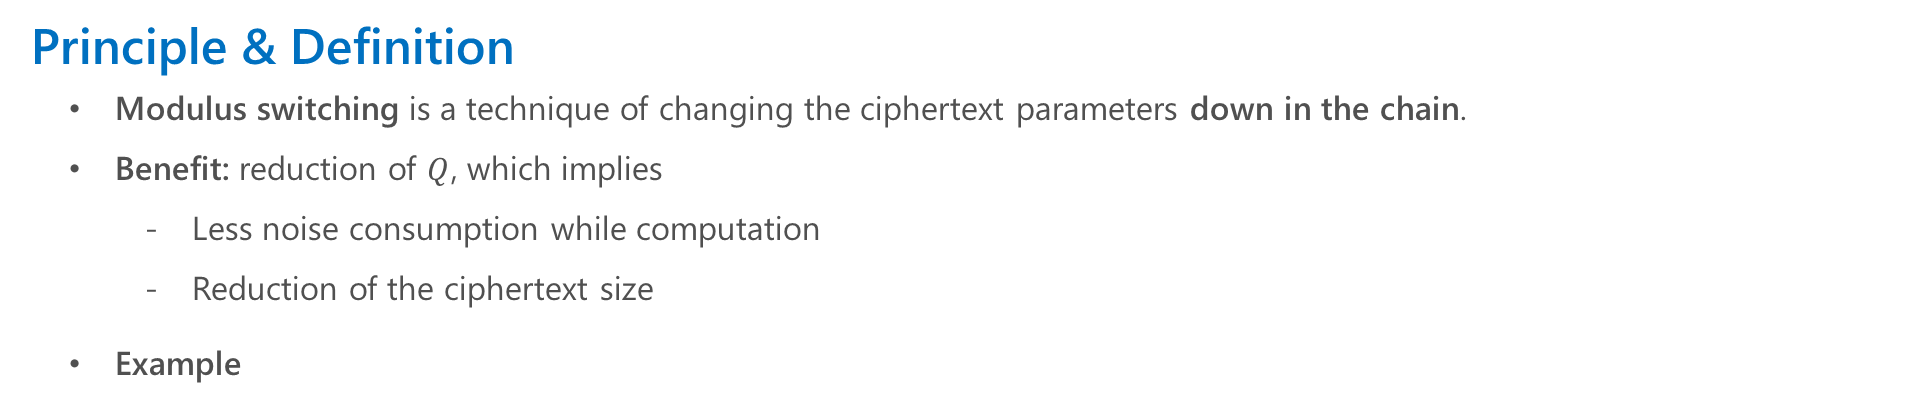 Principle & Definition
• Modulus switching is a technique of changing the ciphertext parameters down in the chain.
• Benefit: reduction of 𝑄, which implies
- Less noise consumption while computation
- Reduction of the ciphertext size
• Example